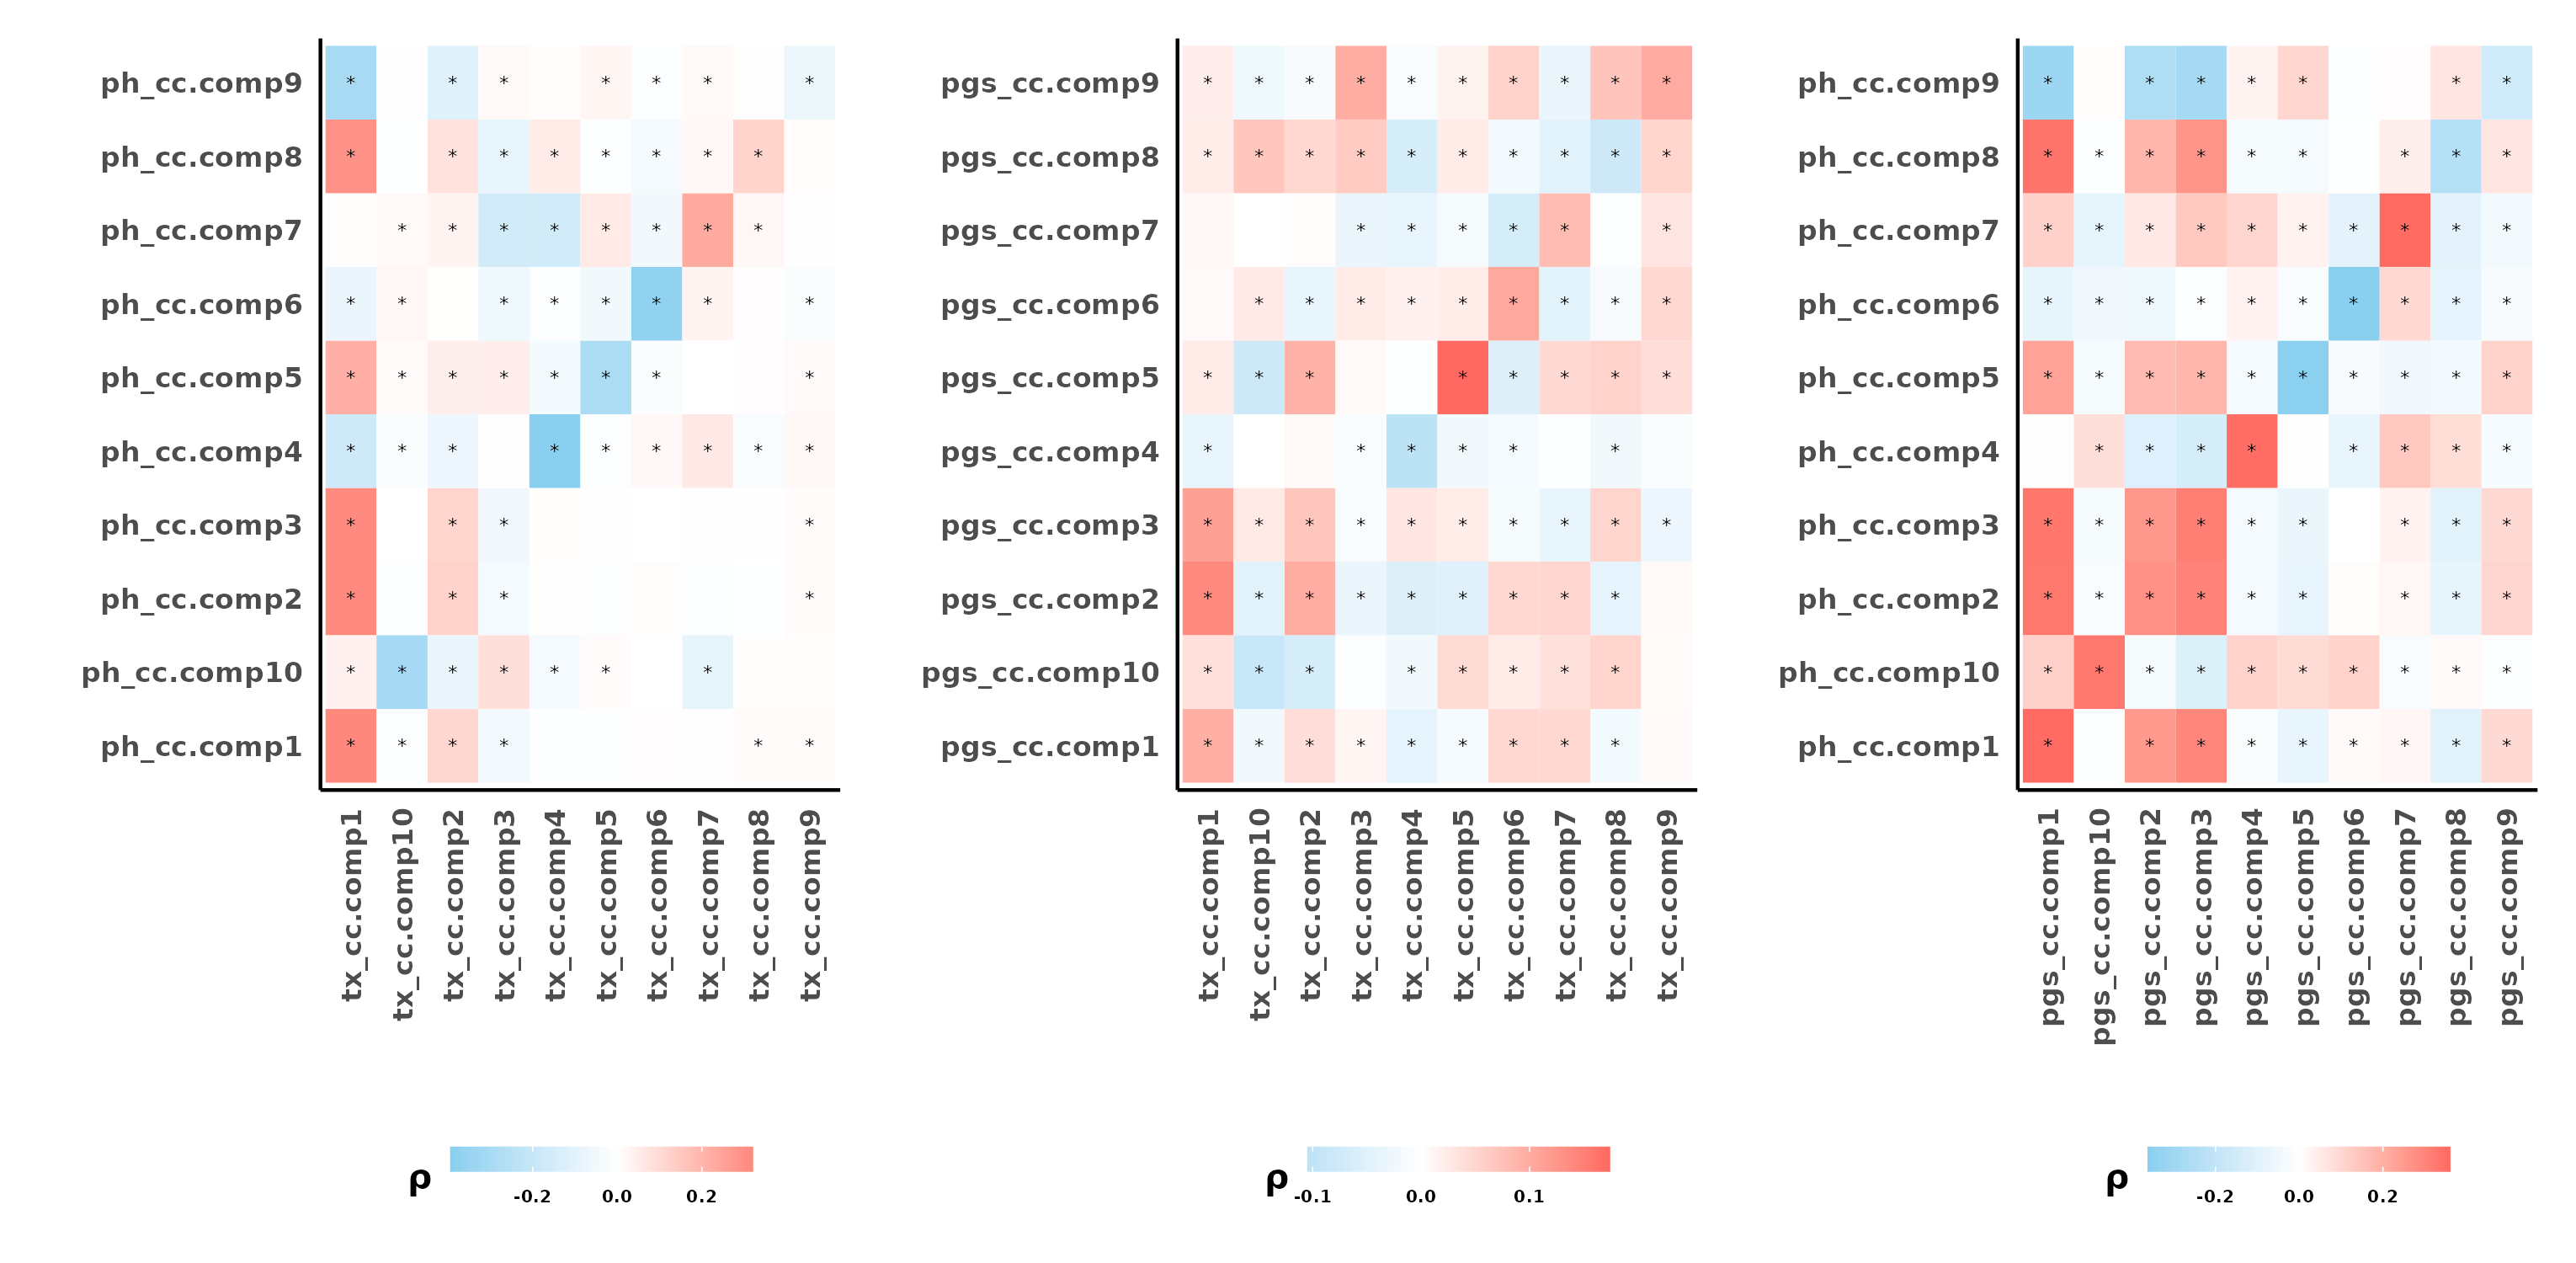 ph_cc.comp9
* * * * * * *
ph_cc.comp8
* * * * * * * *
ph_cc.comp7
* * * * * * * *
ph_cc.comp6
* * * * * * * *
ph_cc.comp5
* * * * * * * *
ph_cc.comp4
* * * * * * * * *
ph_cc.comp3
* * * *
ph_cc.comp2
* * * *
ph_cc.comp10
* * * * * * *
ph_cc.comp1
* * * * * *
tx_cc.comp1
tx_cc.comp10
tx_cc.comp2
tx_cc.comp3
tx_cc.comp4
tx_cc.comp5
tx_cc.comp6
tx_cc.comp7
tx_cc.comp8
tx_cc.comp9
ρ
-0.2 0.0 0.2
pgs_cc.comp9
* * * * * * * * * *
pgs_cc.comp8
* * * * * * * * * *
pgs_cc.comp7
* * * * * *
pgs_cc.comp6
* * * * * * * * *
pgs_cc.comp5
* * * * * * * *
pgs_cc.comp4
* * * * * *
pgs_cc.comp3
* * * * * * * * * *
pgs_cc.comp2
* * * * * * * * *
pgs_cc.comp10
* * * * * * * *
pgs_cc.comp1
* * * * * * * * *
tx_cc.comp1
tx_cc.comp10
tx_cc.comp2
tx_cc.comp3
tx_cc.comp4
tx_cc.comp5
tx_cc.comp6
tx_cc.comp7
tx_cc.comp8
tx_cc.comp9
ρ
-0.1 0.0 0.1
ph_cc.comp9
* * * * * * *
ph_cc.comp8
* * * * * * * * *
ph_cc.comp7
* * * * * * * * * *
ph_cc.comp6
* * * * * * * * * *
ph_cc.comp5
* * * * * * * * * *
ph_cc.comp4
* * * * * * * *
ph_cc.comp3
* * * * * * * * *
ph_cc.comp2
* * * * * * * * *
ph_cc.comp10
* * * * * * * * * *
ph_cc.comp1
* * * * * * * * *
pgs_cc.comp1
pgs_cc.comp10
pgs_cc.comp2
pgs_cc.comp3
pgs_cc.comp4
pgs_cc.comp5
pgs_cc.comp6
pgs_cc.comp7
pgs_cc.comp8
pgs_cc.comp9
ρ
-0.2 0.0 0.2